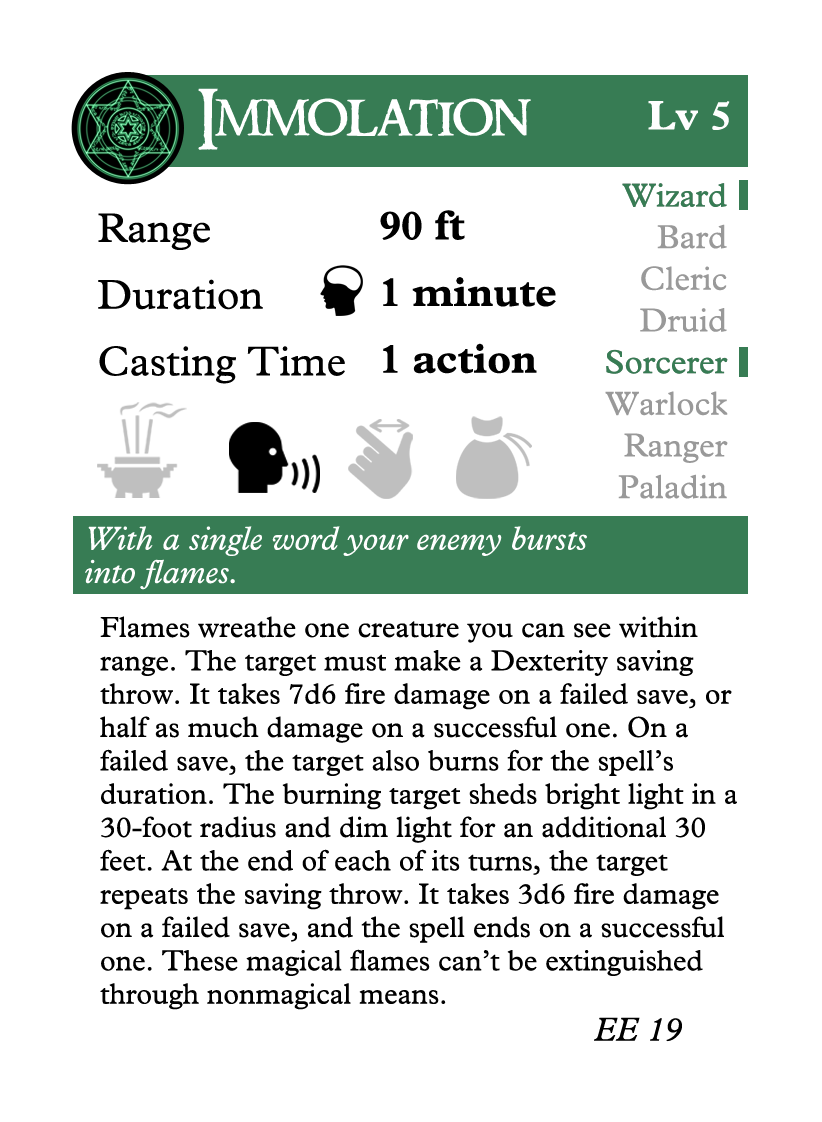 Immolation
Lv 5
Range 90 ft
Duration 1 minute
Casting Time 1 action
Wizard
Bard
Cleric
Druid
Sorcerer
Warlock
Ranger
Paladin
With a single word your enemy bursts
into flames.
Flames wreathe one creature you can see within
range. The target must make a Dexterity saving
throw. It takes 7d6 fire damage on a failed save, or
half as much damage on a successful one. On a
failed save, the target also burns for the spell’s
duration. The burning target sheds bright light in a
30-foot radius and dim light for an additional 30
feet. At the end of each of its turns, the target
repeats the saving throw. It takes 3d6 fire damage
on a failed save, and the spell ends on a successful
one. These magical flames can’t be extinguished
through nonmagical means.
EE 19